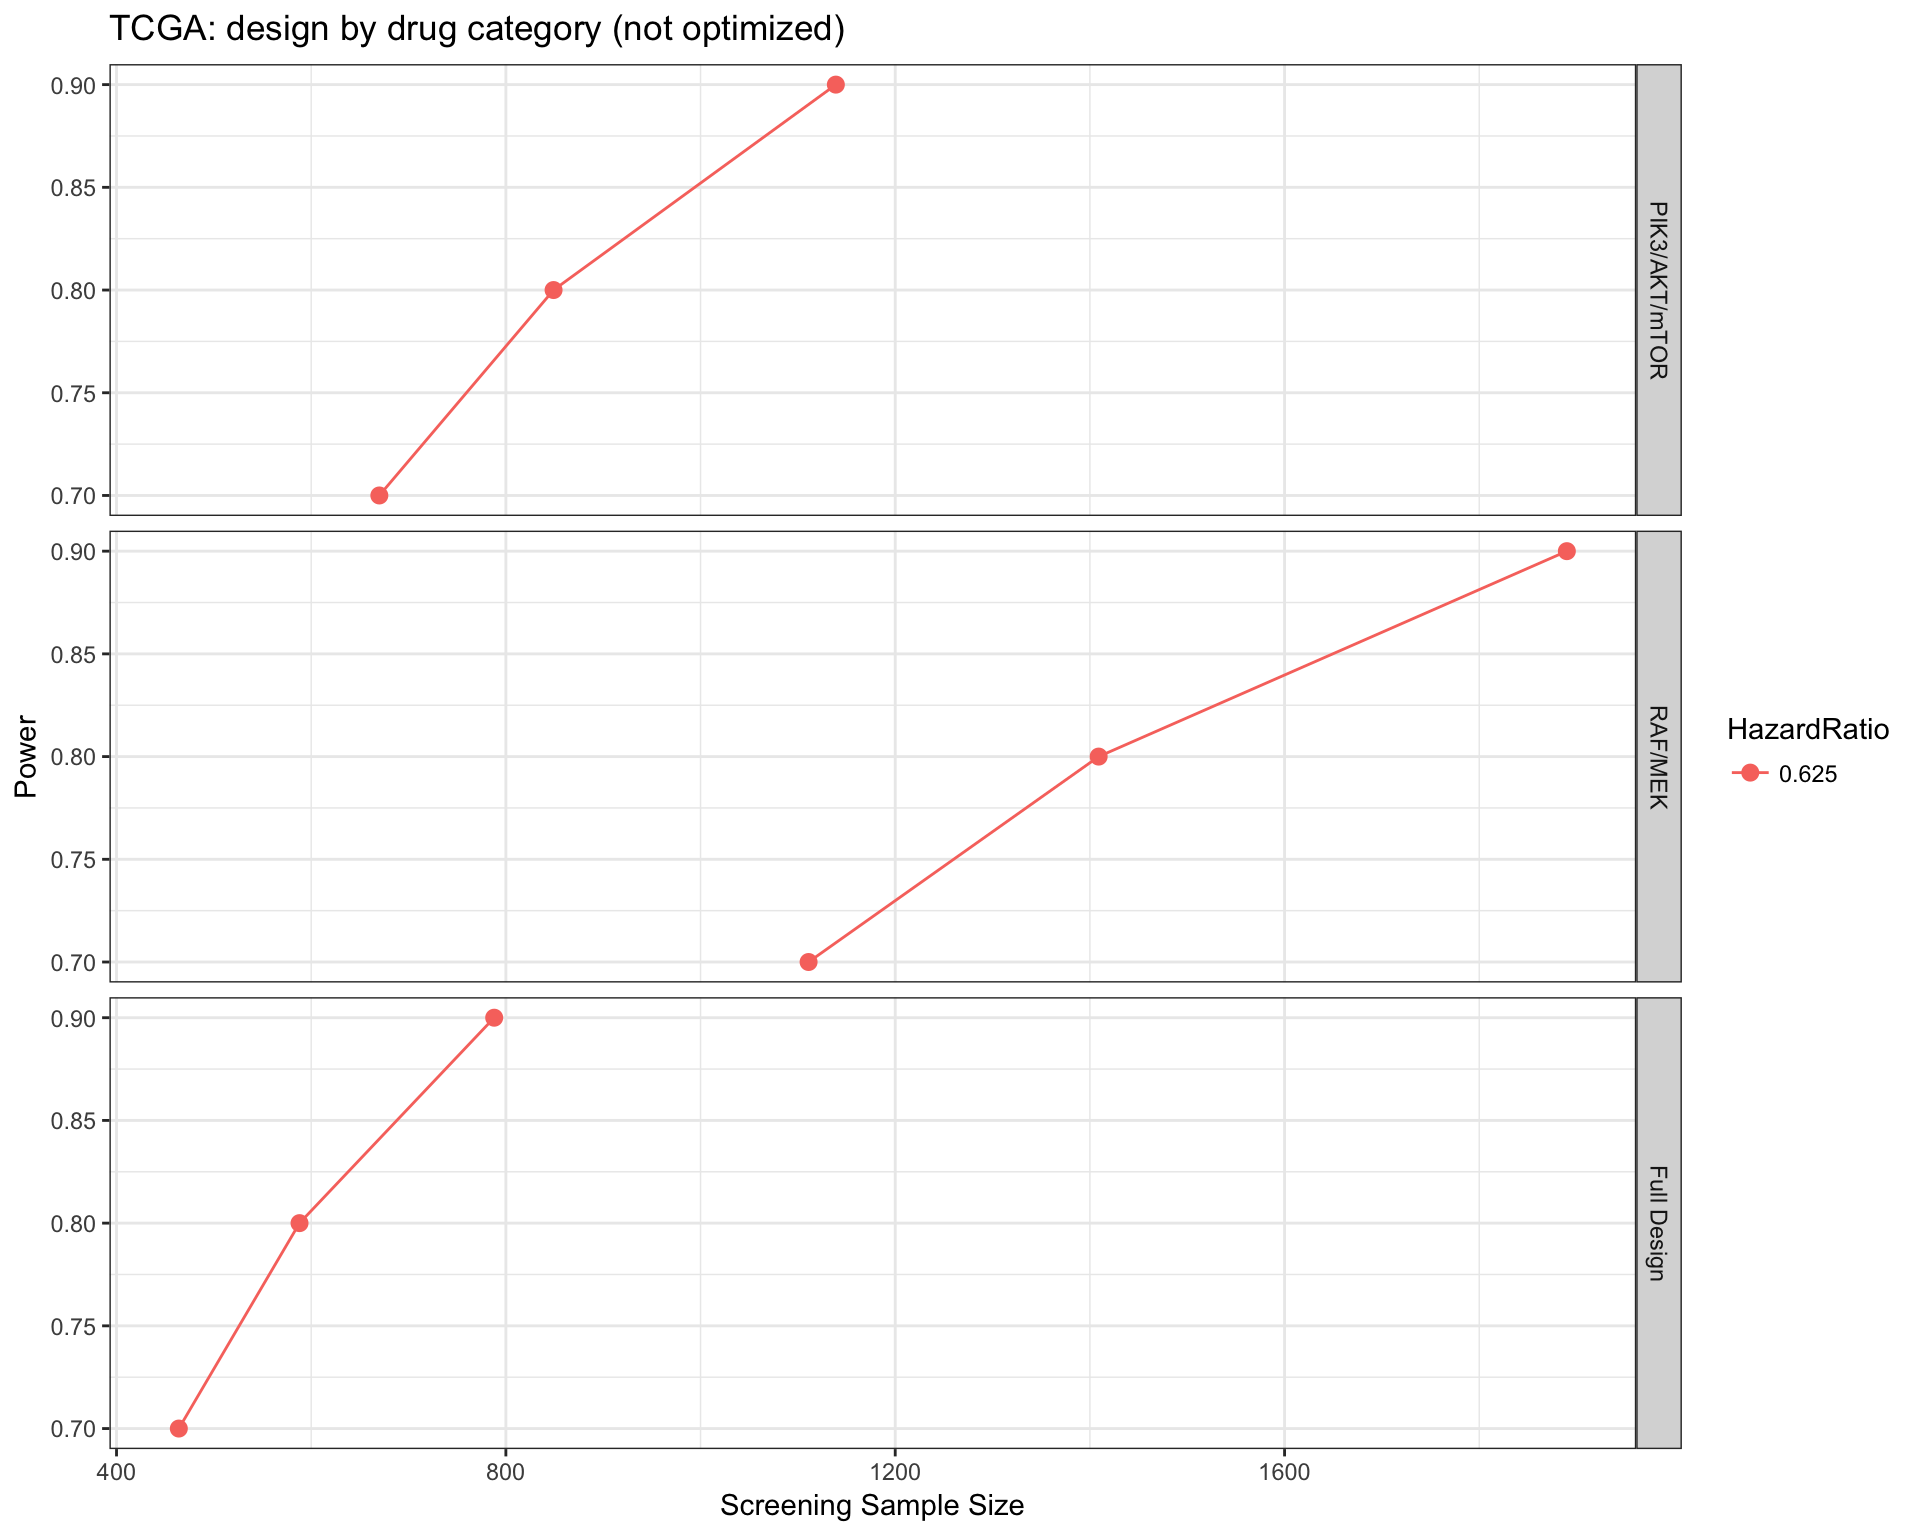 TCGA: design by drug category (not optimized)
0.90
0.85
0.80
0.75
0.70
PIK3/AKT/mTOR
0.90
0.85
0.80
0.75
0.70
RAF/MEK
0.90
0.85
0.80
0.75
0.70
Full Design
Power
400 800 1200 1600
Screening Sample Size
HazardRatio
0.625